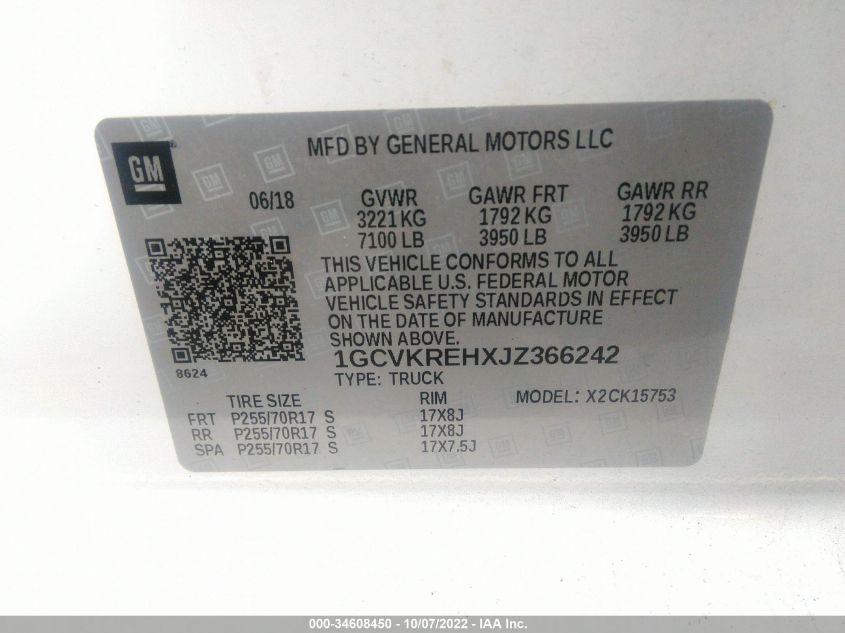 GM
MFD BY GENERAL MOTORS LLC
06/18
GVWR GAWR FRT GAWR RR
3221 KG 1792 KG 1792 KG
7100 LB 3950 LB 3950 LB
THIS VEHICLE CONFORMS TO ALL
APPLICABLE U.S. FEDERAL MOTOR
VEHICLE SAFETY STANDARDS IN EFFECT
ON THE DATE OF MANUFACTURE
SHOWN ABOVE.
8624
1GCVKREHXJZ366242
TYPE: TRUCK
TIRE SIZE RIM MODEL: X2CK15753
FRT P255/70R17 S 17X8J
RR P255/70R17 S 17X8J
SPA P255/70R17 S 17X7.5J
000-34608450 - 10/07/2022 - IAA Inc.